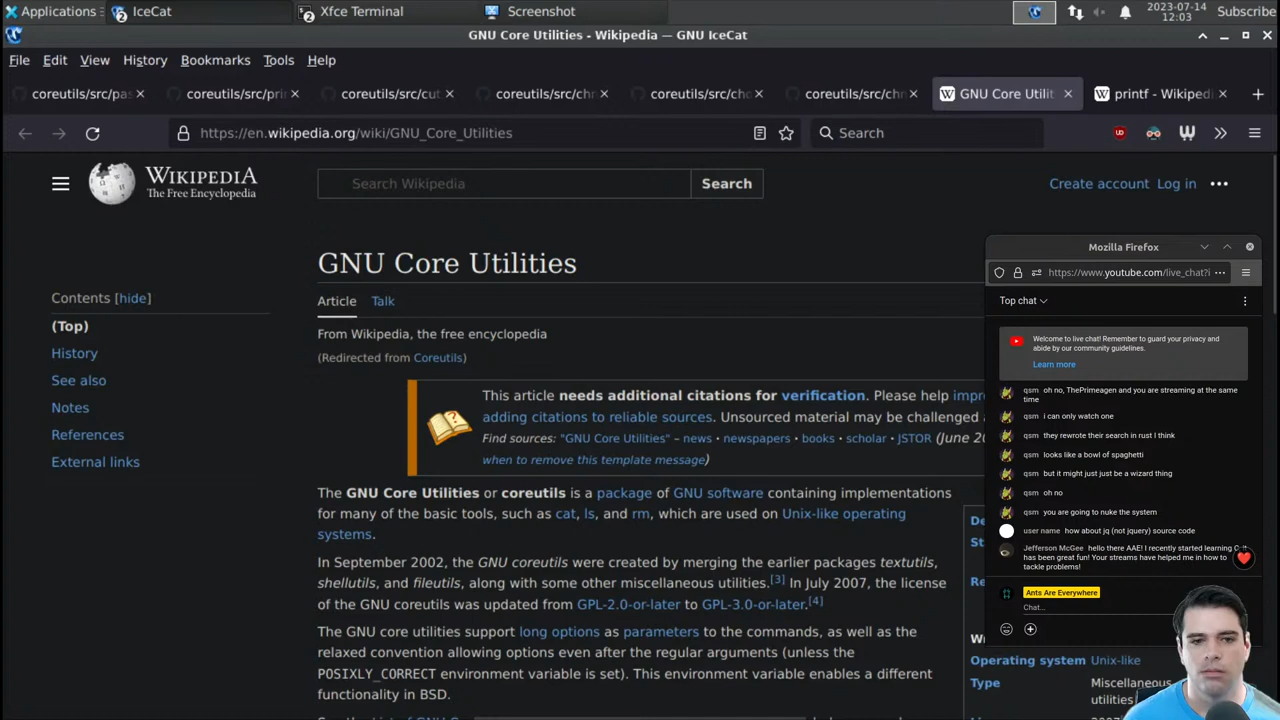 Applications
IceCat
Xfce Terminal
Screenshot
2023-07-14
12:03
Subscribe
GNU Core Utilities - Wikipedia — GNU IceCat
File Edit View History Bookmarks Tools Help
coreutils/src/pas
coreutils/src/prin
coreutils/src/cut
coreutils/src/chr
coreutils/src/cho
coreutils/src/chm
GNU Core Utiliti
printf - Wikipedi
https://en.wikipedia.org/wiki/GNU_Core_Utilities
Search
WIKIPEDIA
The Free Encyclopedia
Search Wikipedia
Search
Create account Log in
Contents [hide]
(Top)
History
See also
Notes
References
External links
GNU Core Utilities
Article Talk
From Wikipedia, the free encyclopedia
(Redirected from Coreutils)
This article needs additional citations for verification. Please help impr
adding citations to reliable sources. Unsourced material may be challenged a
Find sources: "GNU Core Utilities" – news · newspapers · books · scholar · JSTOR (June 20
when to remove this template message)
The GNU Core Utilities or coreutils is a package of GNU software containing implementations
for many of the basic tools, such as cat, ls, and rm, which are used on Unix-like operating
systems.
In September 2002, the GNU coreutils were created by merging the earlier packages textutils,
shellutils, and fileutils, along with some other miscellaneous utilities.[3] In July 2007, the license
of the GNU coreutils was updated from GPL-2.0-or-later to GPL-3.0-or-later.[4]
The GNU core utilities support long options as parameters to the commands, as well as the
relaxed convention allowing options even after the regular arguments (unless the
POSIXLY_CORRECT environment variable is set). This environment variable enables a different
functionality in BSD.
De
St
Re
Wr
Operating system Unix-like
Type Miscellaneous
utilities
Mozilla Firefox
https://www.youtube.com/live_chat?i
Top chat
Welcome to live chat! Remember to guard your privacy and
abide by our community guidelines.
Learn more
qsm oh no, ThePrimeagen and you are streaming at the same
time
qsm i can only watch one
qsm they rewrote their search in rust I think
qsm looks like a bowl of spaghetti
qsm but it might just just be a wizard thing
qsm oh no
qsm you are going to nuke the system
user name how about jq (not jquery) source code
Jefferson McGee hello there AAE! I recently started learning C, it
has been great fun! Your streams have helped me in how to
tackle problems!
Ants Are Everywhere
Chat...